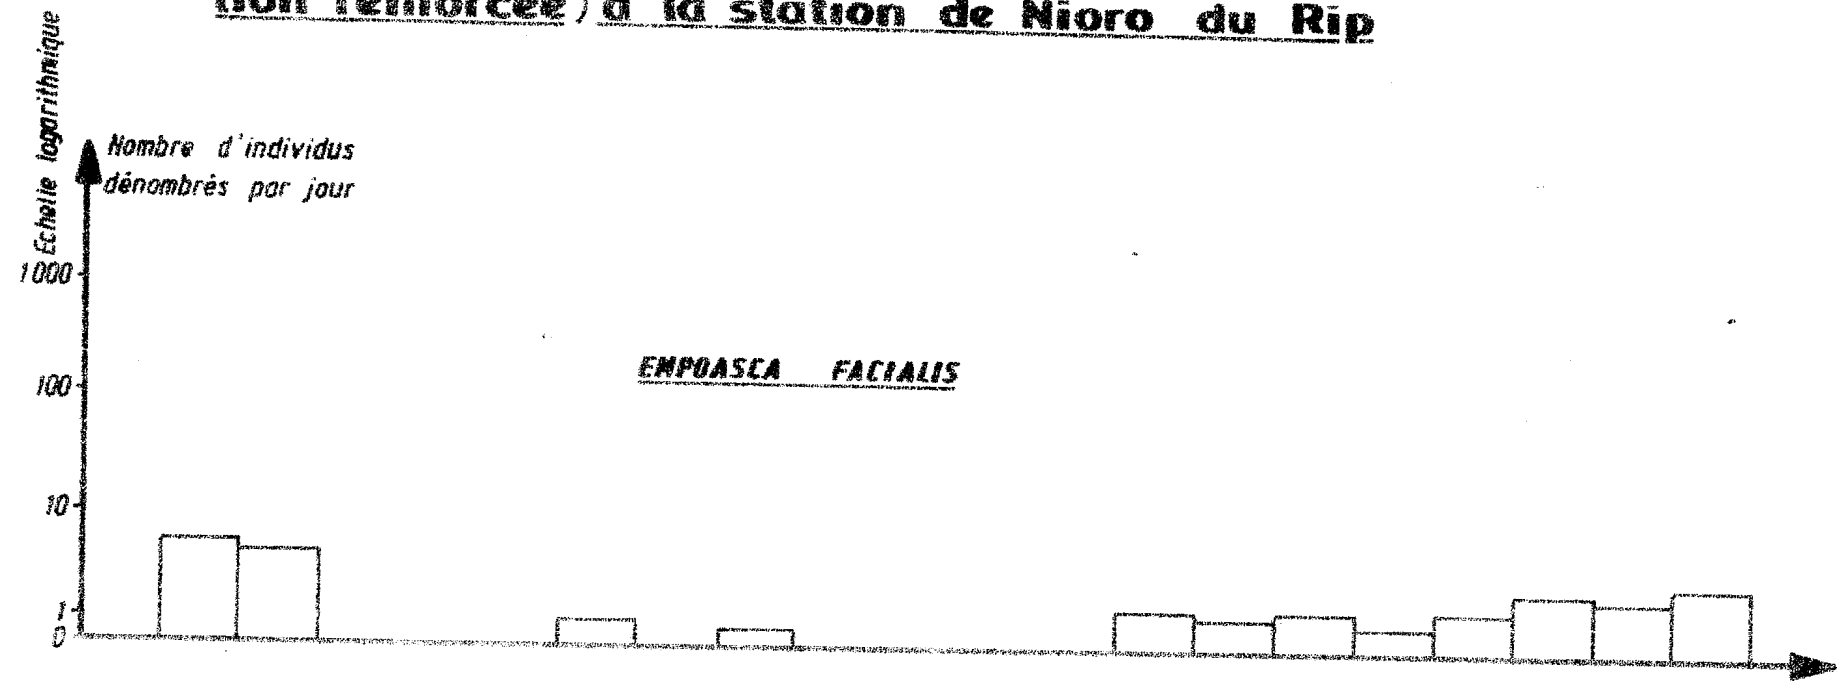 non renforcée) à la station de Nioro du Rip
Echelle logarithmique
Nombre d'individus
dénombrés par jour
1000
100
10
1
0
EMPOASCA FACIALIS